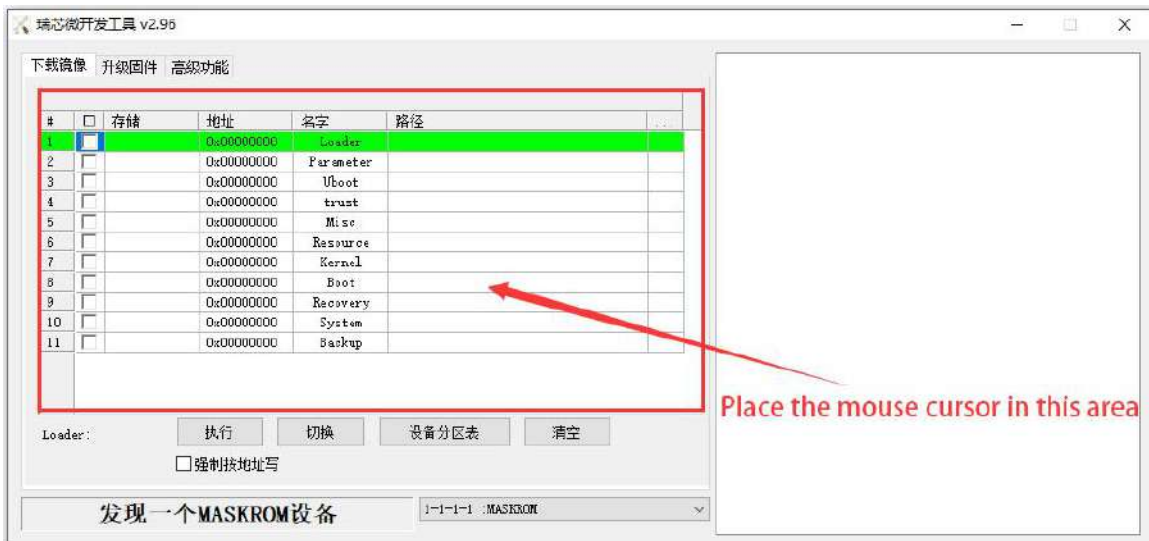 瑞芯微开发工具 v2.96
下载镜像 升级固件 高级功能
# 存储 地址 名字 路径 ...
1 0x00000000 Loader
2 0x00000000 Parameter
3 0x00000000 Uboot
4 0x00000000 trust
5 0x00000000 Misc
6 0x00000000 Resource
7 0x00000000 Kernel
8 0x00000000 Boot
9 0x00000000 Recovery
10 0x00000000 System
11 0x00000000 Backup
Place the mouse cursor in this area
Loader: 执行 切换 设备分区表 清空
强制按地址写
发现一个MASKROM设备 1-1-1-1 :MASKROM